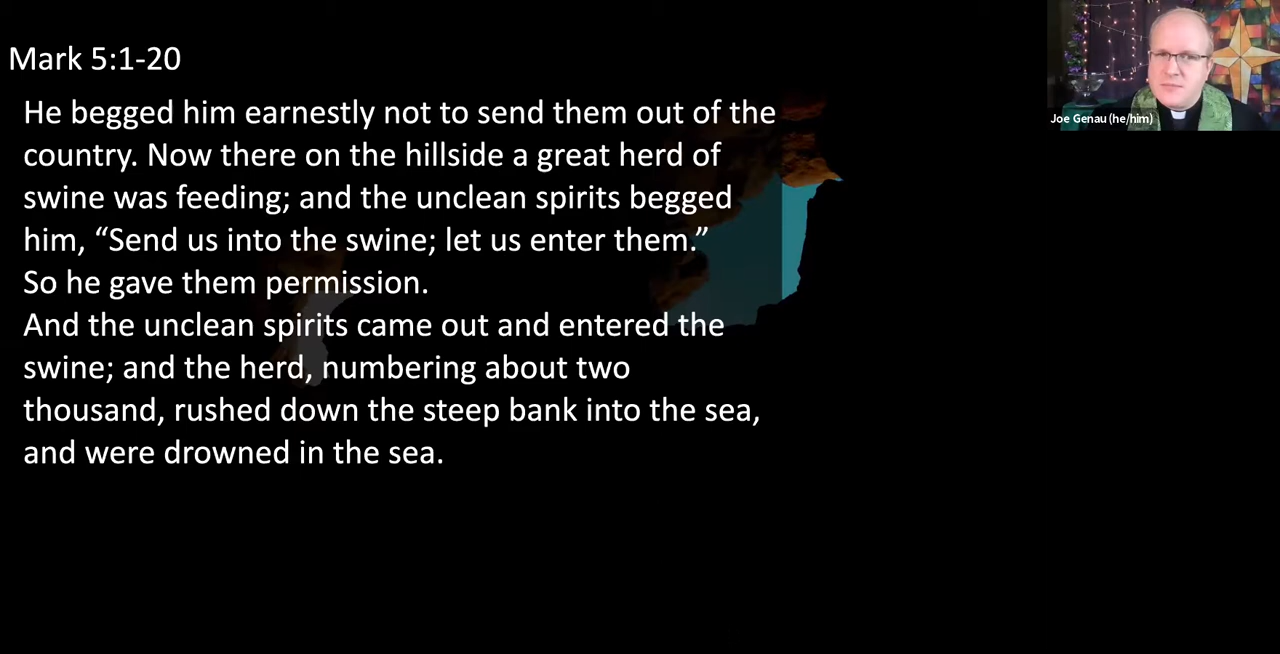 Mark 5:1-20
He begged him earnestly not to send them out of the
country. Now there on the hillside a great herd of
swine was feeding; and the unclean spirits begged
him, “Send us into the swine; let us enter them.”
So he gave them permission.
And the unclean spirits came out and entered the
swine; and the herd, numbering about two
thousand, rushed down the steep bank into the sea,
and were drowned in the sea.
Joe Genau (he/him)